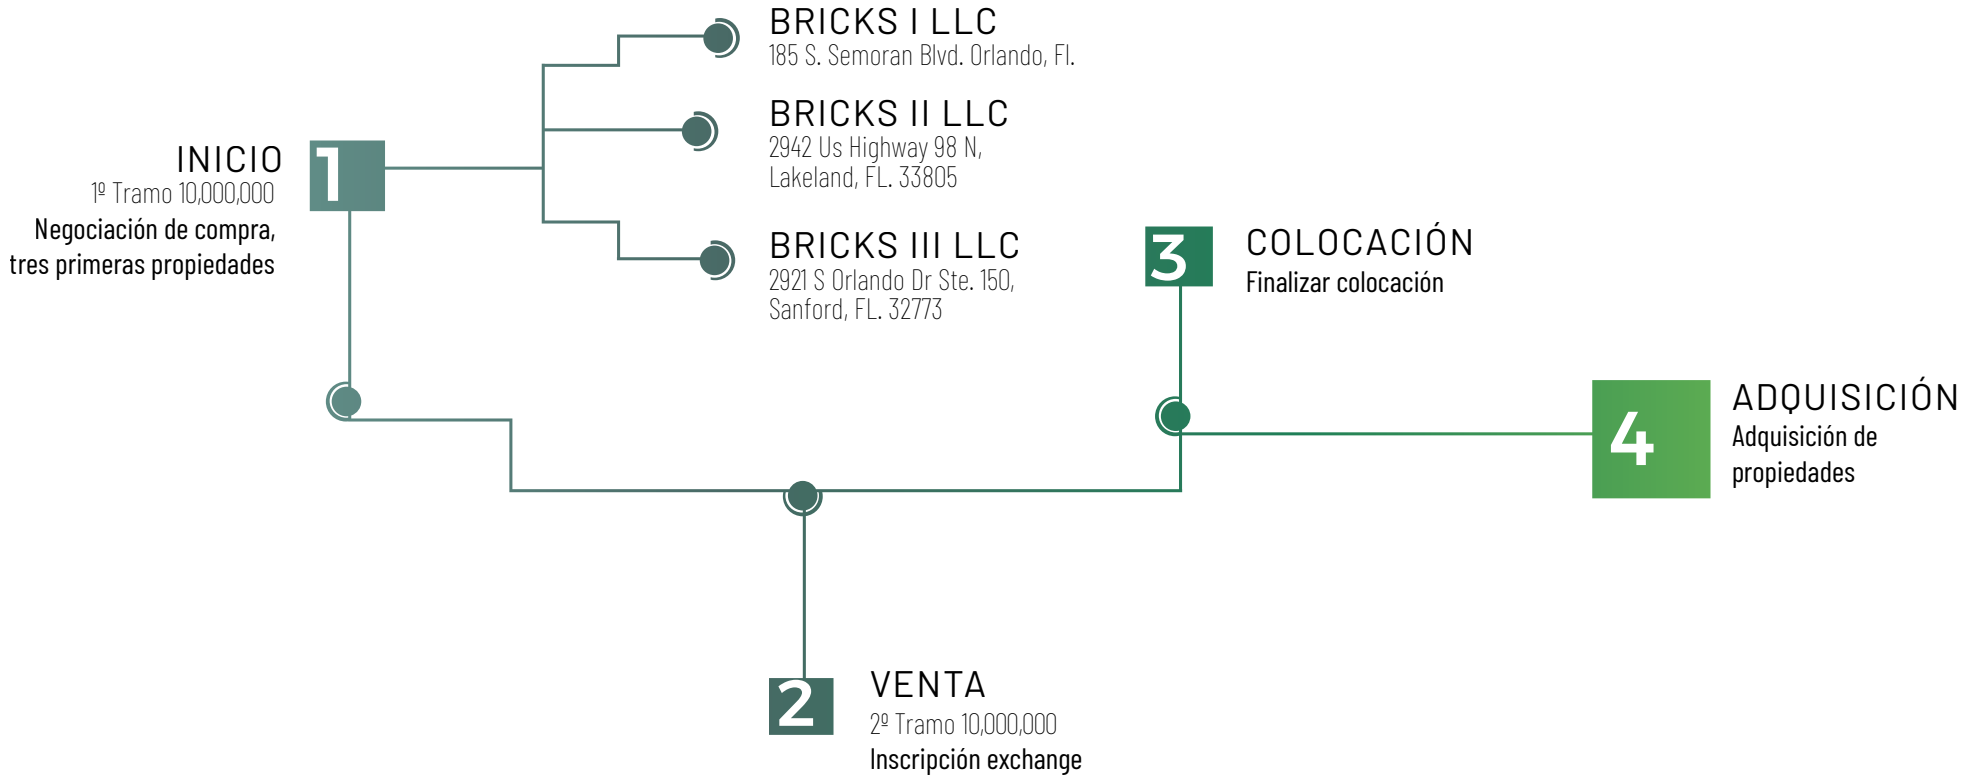 INICIO
1º Tramo 10,000,000
Negociación de compra,
tres primeras propiedades
1
BRICKS I LLC
185 S. Semoran Blvd. Orlando, Fl.
BRICKS II LLC
2942 Us Highway 98 N,
Lakeland, FL. 33805
BRICKS III LLC
2921 S Orlando Dr Ste. 150,
Sanford, FL. 32773
2
VENTA
2º Tramo 10,000,000
Inscripción exchange
3
COLOCACIÓN
Finalizar colocación
4
ADQUISICIÓN
Adquisición de
propiedades